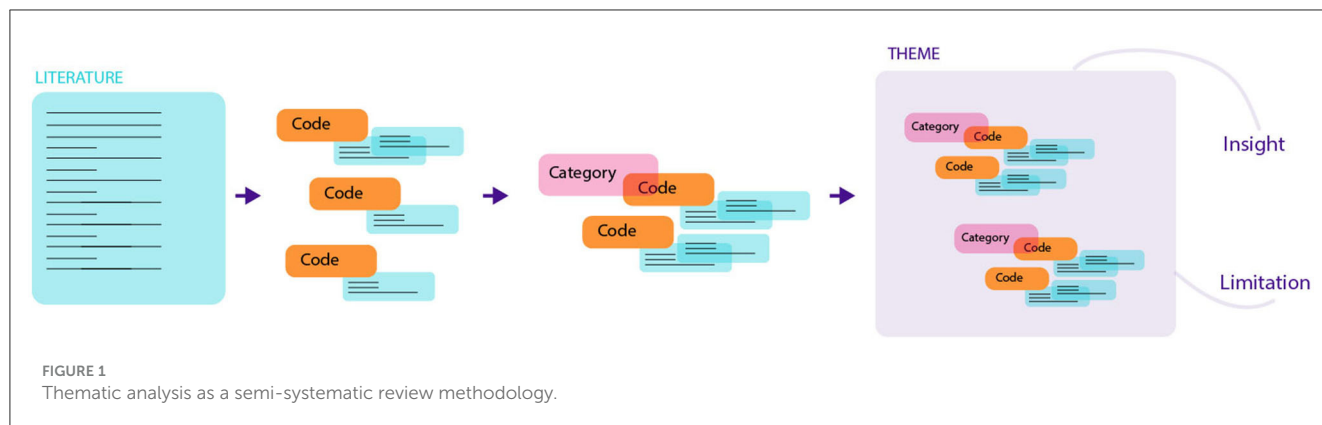 LITERATURE
Code
Code
Code
Category
Code
Code
THEME
Category
Code
Code
Category
Code
Code
Insight
Limitation
FIGURE 1
Thematic analysis as a semi-systematic review methodology.